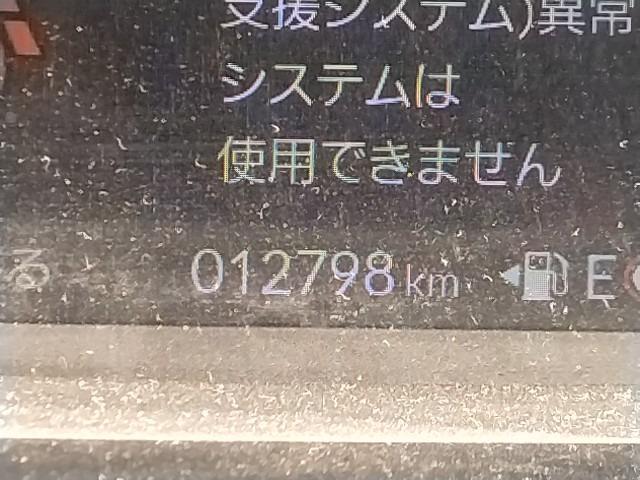 支援システム)異常
システムは
使用できません
る
012798km
E